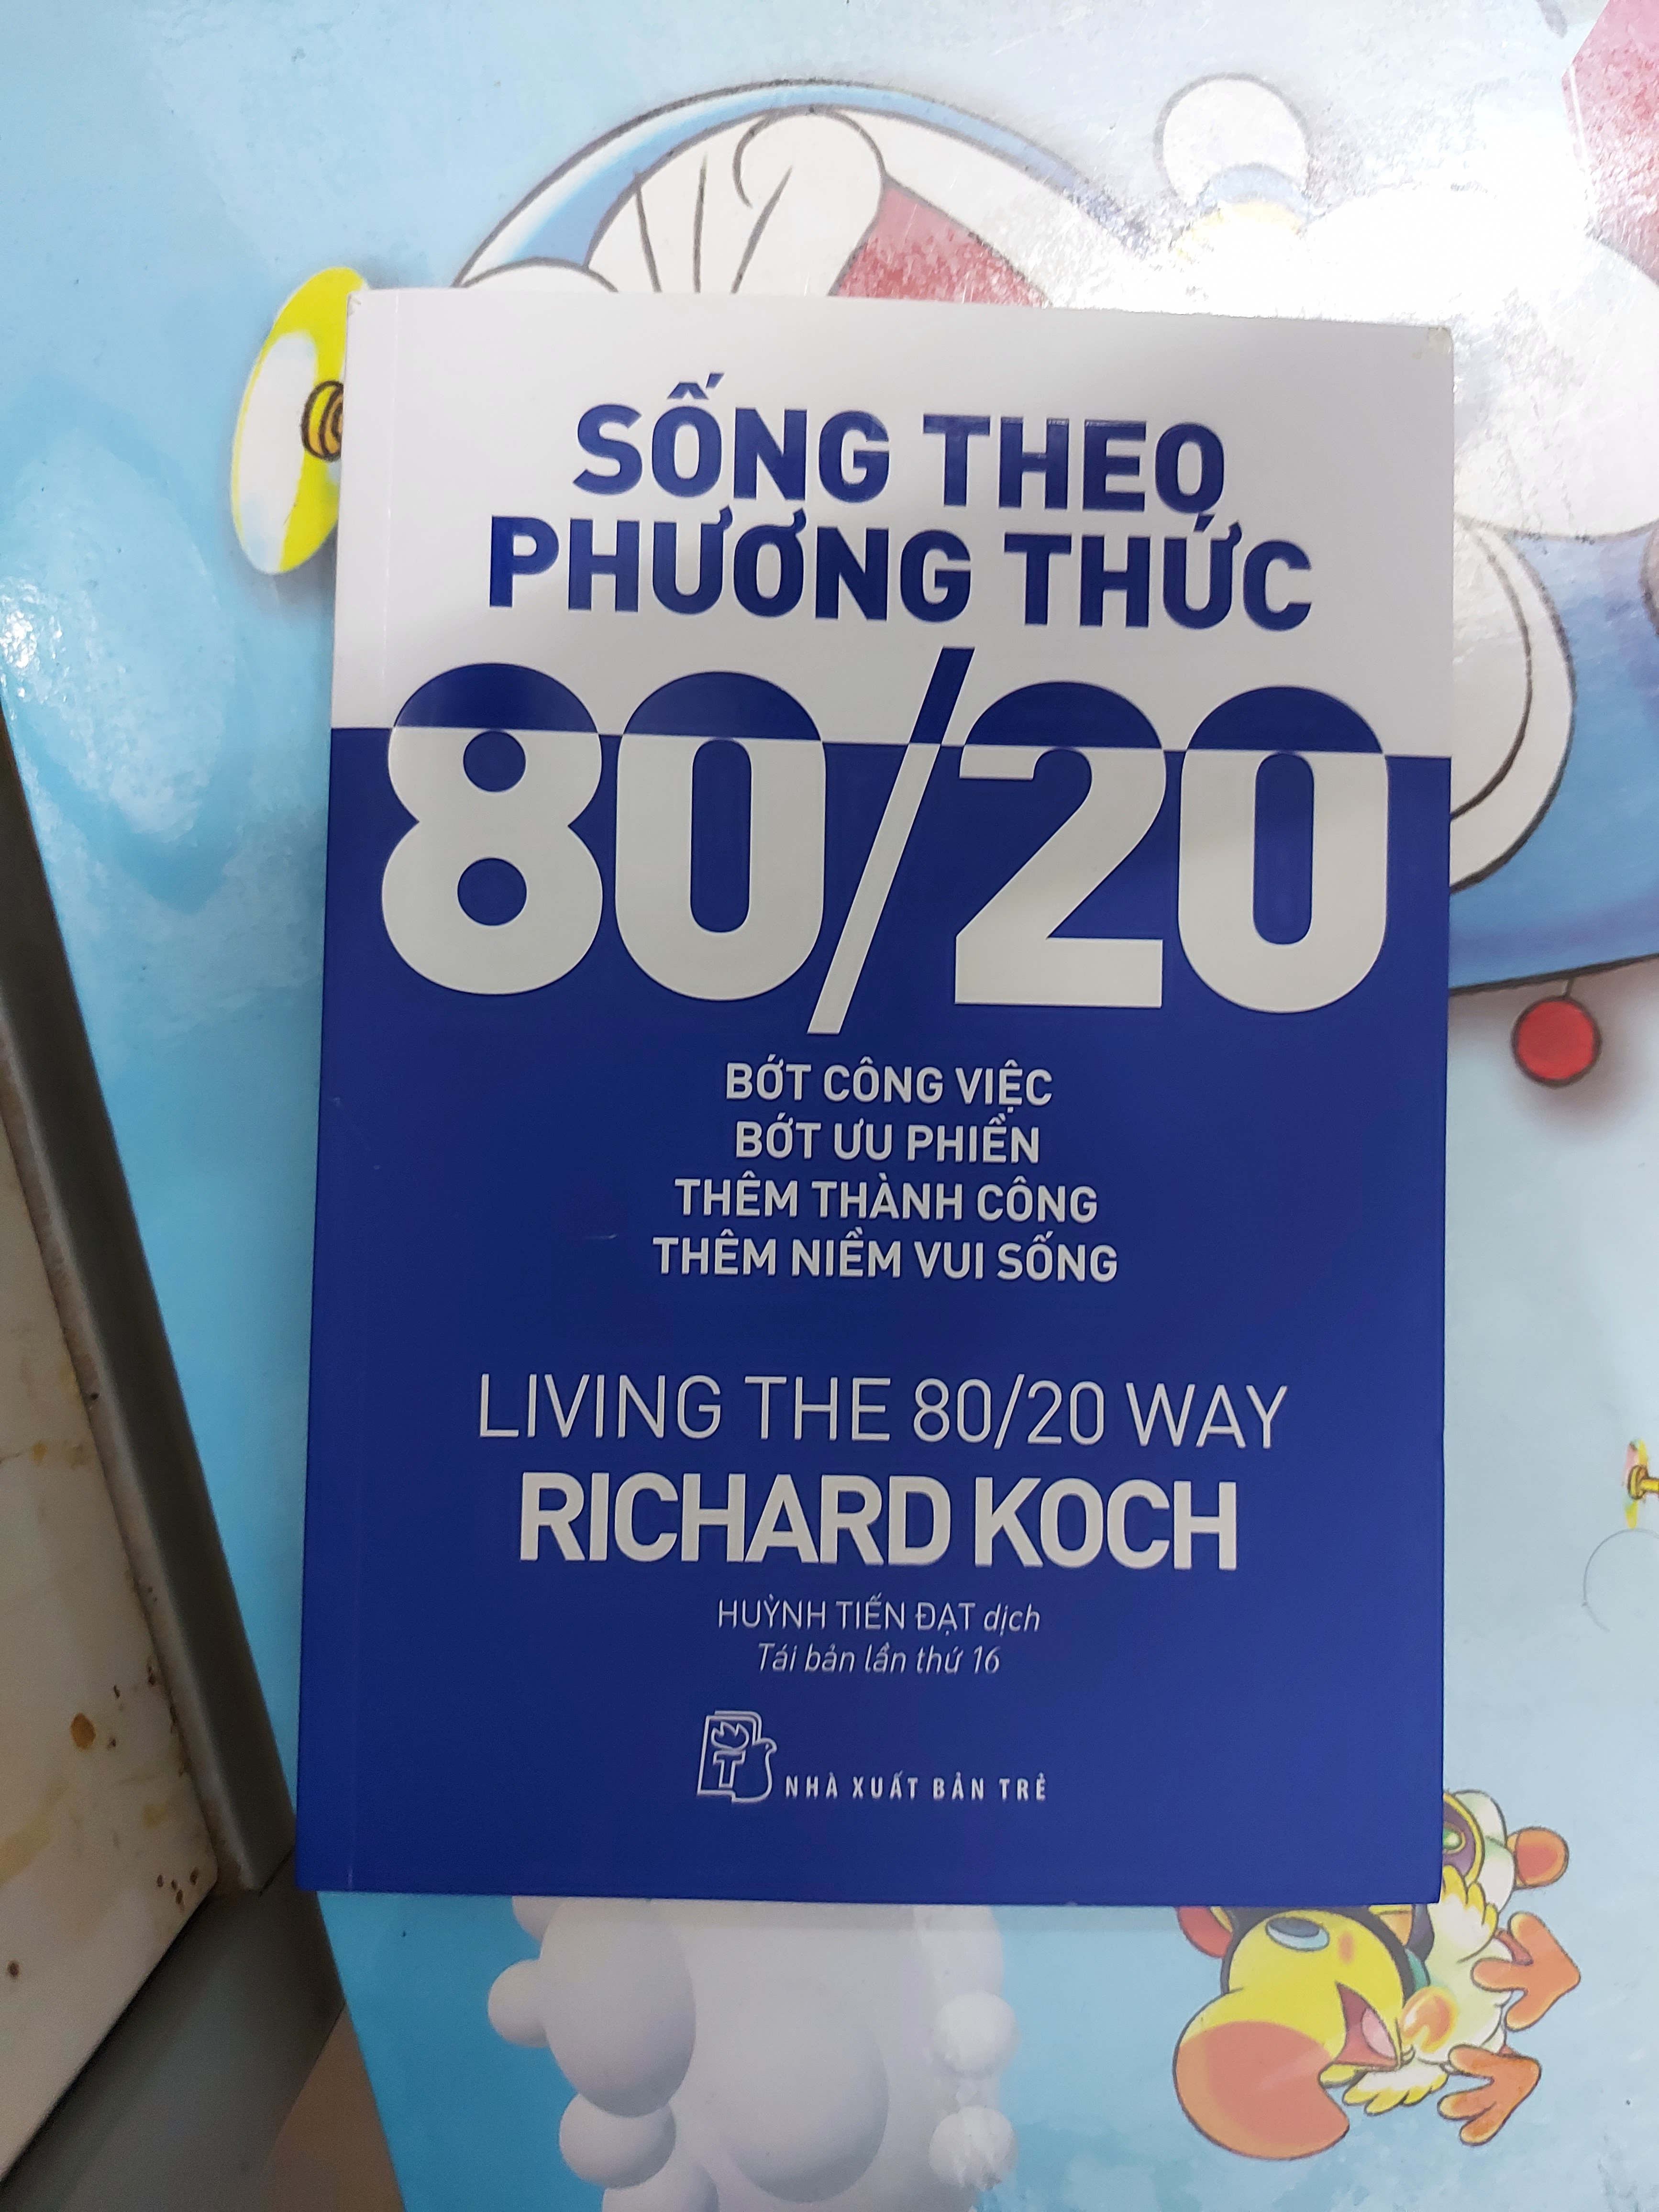 SỐNG THEO
PHƯƠNG THỨC
80/20
BỚT CÔNG VIỆC
BỚT ƯU PHIỀN
THÊM THÀNH CÔNG
THÊM NIỀM VUI SỐNG
LIVING THE 80/20 WAY
RICHARD KOCH
HUỲNH TIẾN ĐẠT dịch
Tái bản lần thứ 16
T NHÀ XUẤT BẢN TRẺ